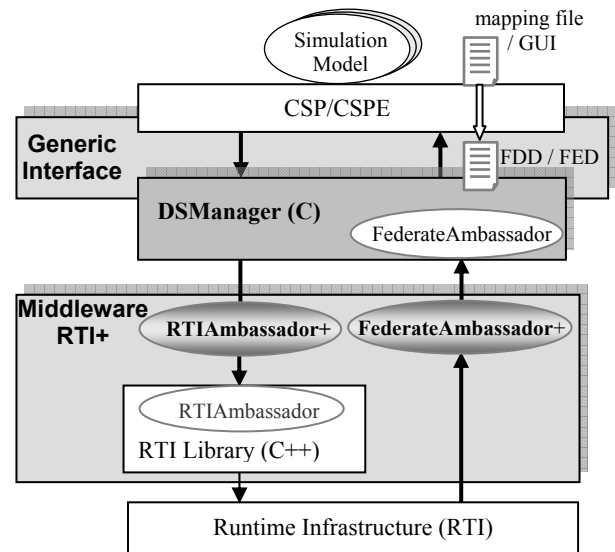 mapping file
/ GUI
Simulation
Model
CSP/CSPE
Generic
Interface
FDD / FED
DSManager (C)
FederateAmbassador
Middleware
RTI+
RTIAmbassador+
FederateAmbassador+
RTIAmbassador
RTI Library (C++)
Runtime Infrastructure (RTI)